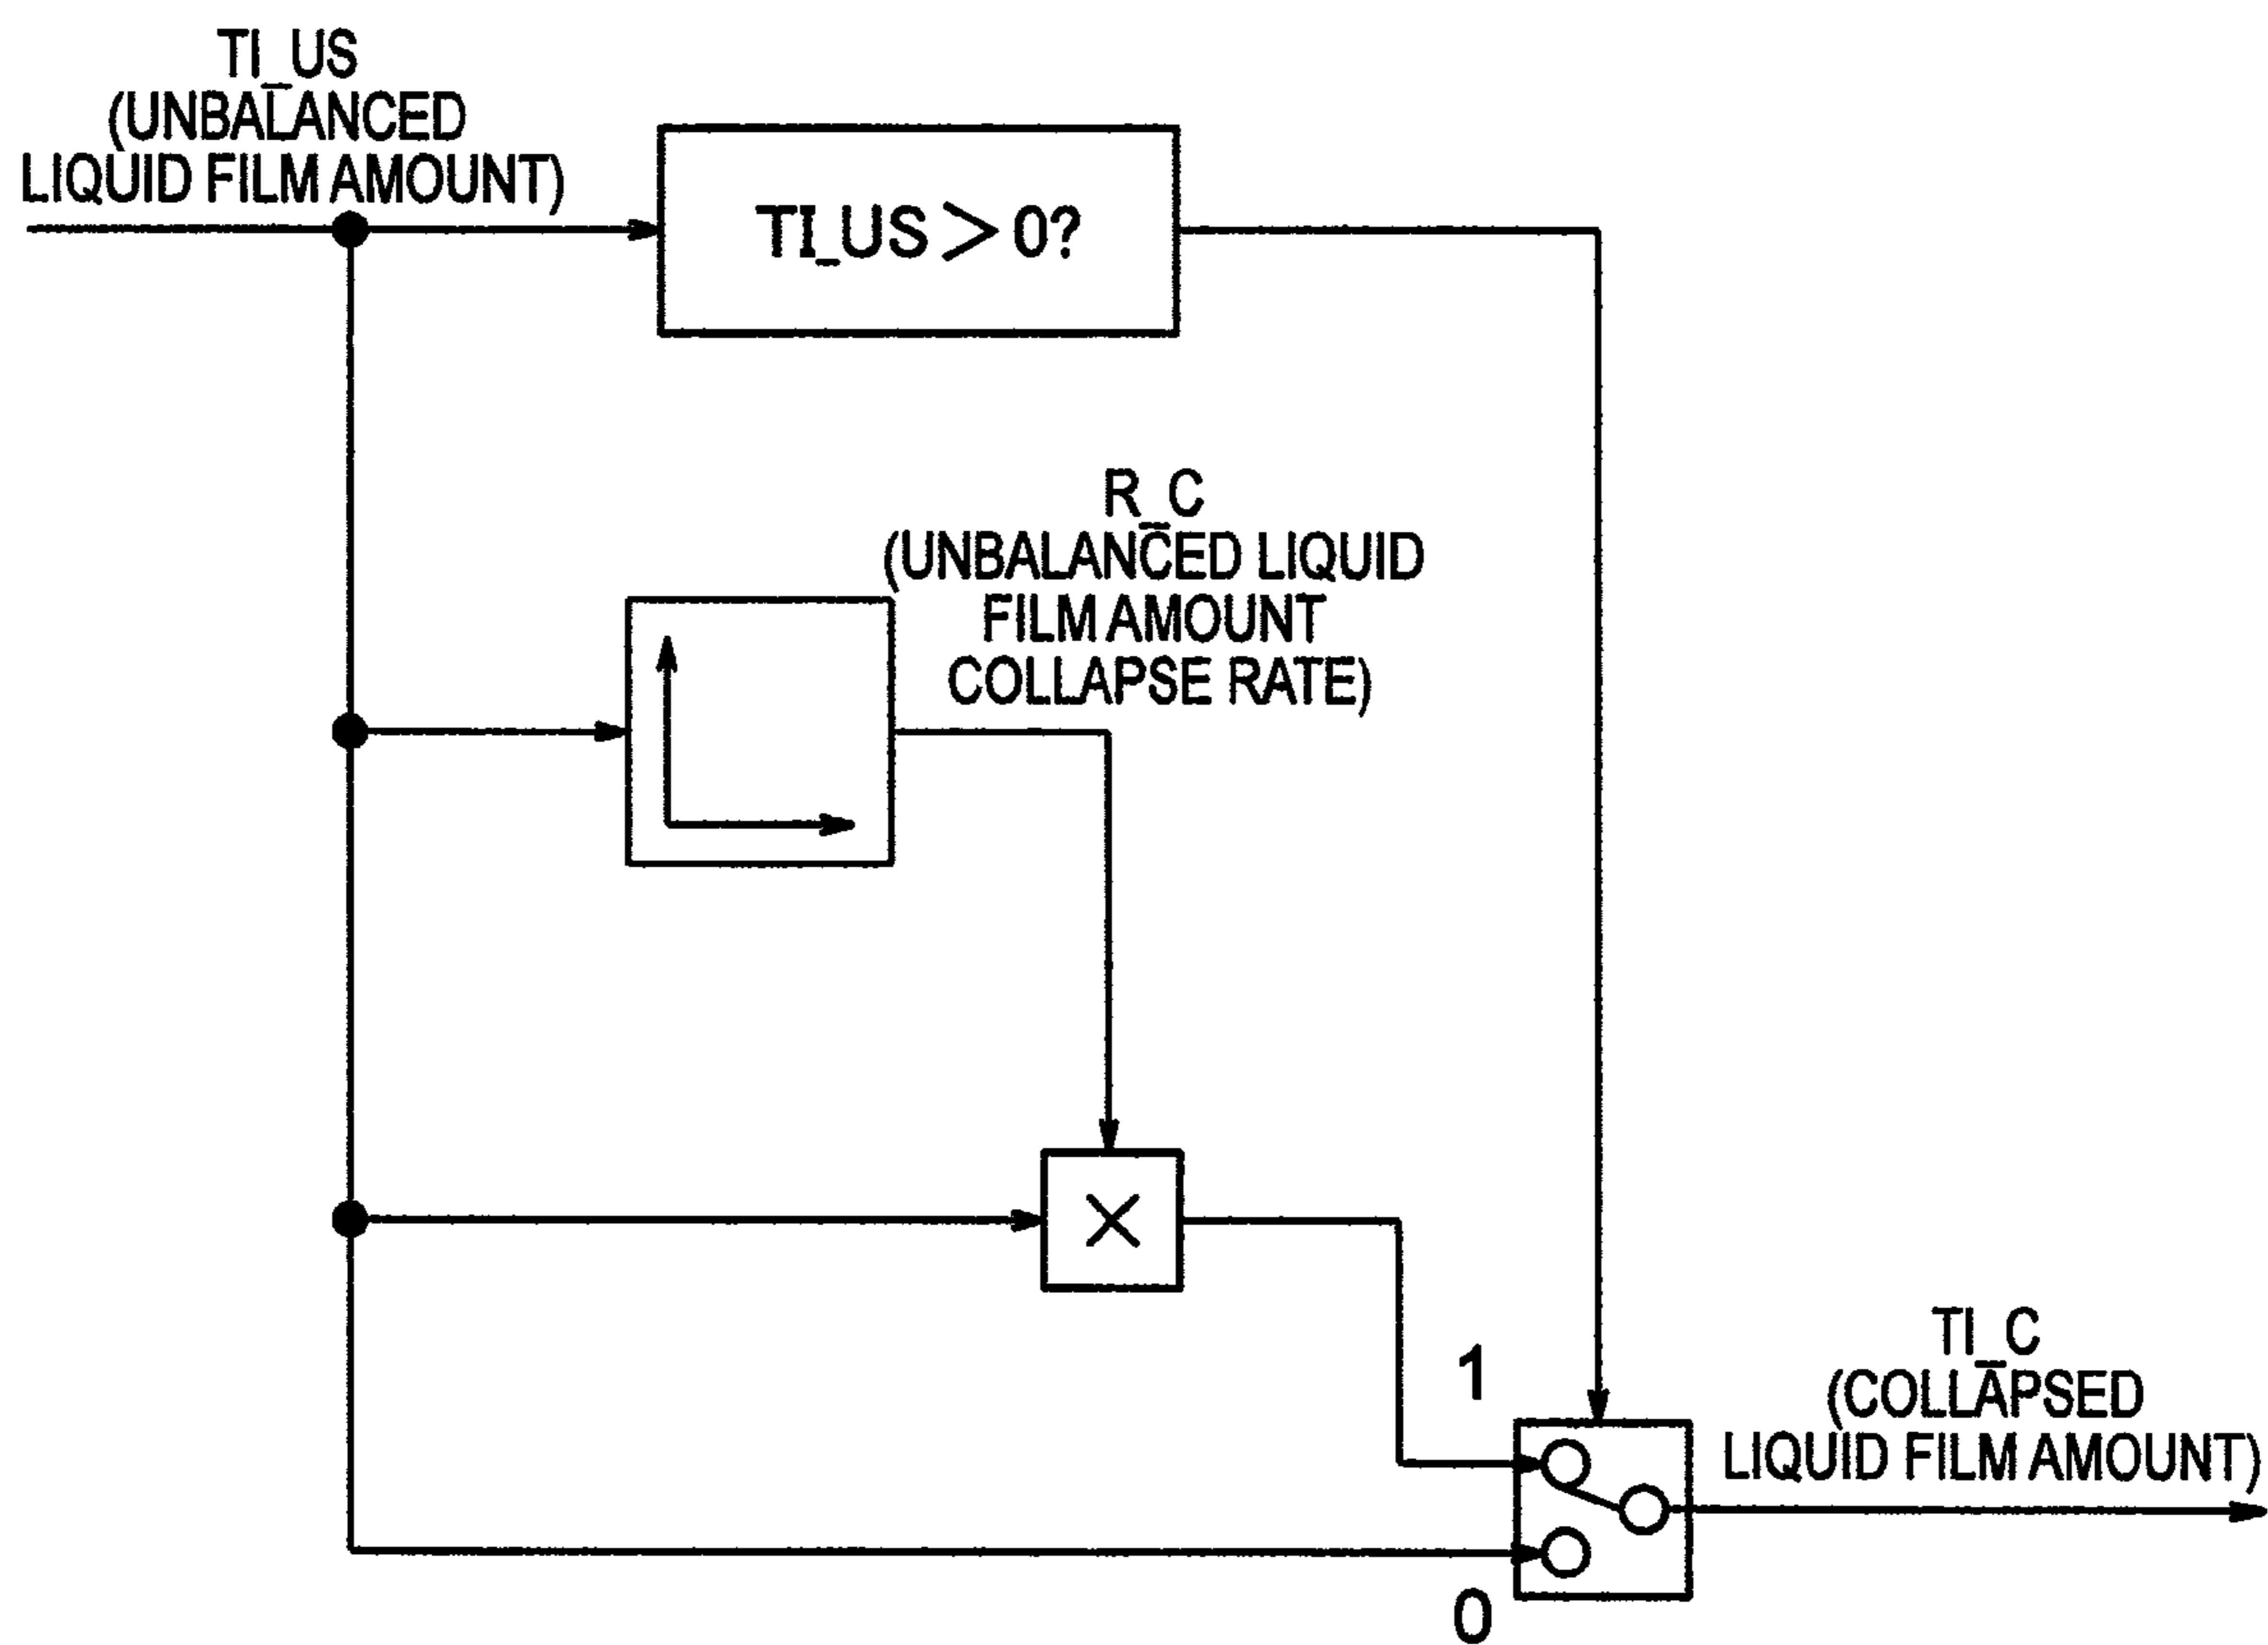 TI_US
(UNBALANCED
LIQUID FILM AMOUNT)
TI_US > 0?
R_C
(UNBALANCED LIQUID
FILM AMOUNT
COLLAPSE RATE)
×
1
TI_C
(COLLAPSED
LIQUID FILM AMOUNT)
0